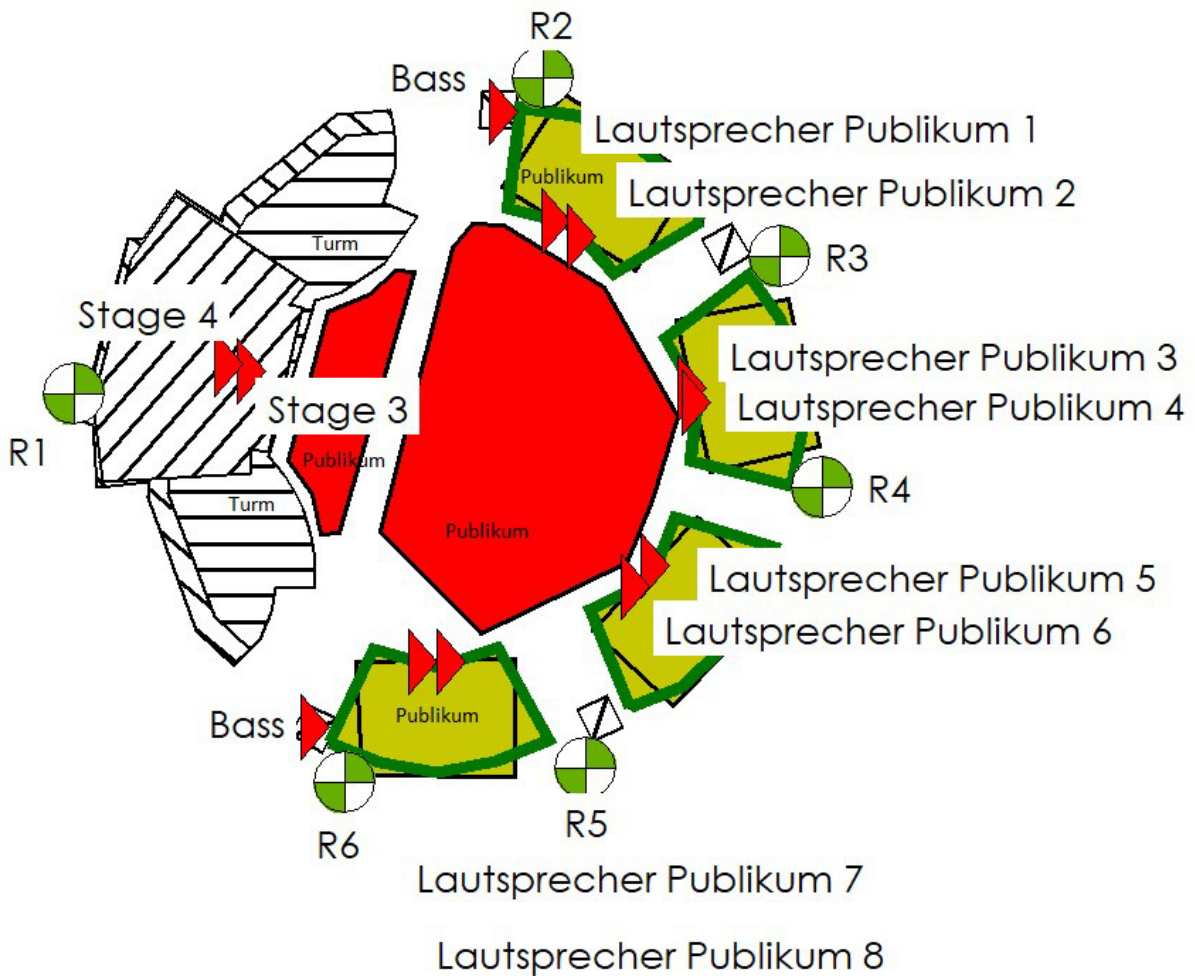 R2
Bass
Lautsprecher Publikum 1
Publikum
Lautsprecher Publikum 2
Turm
R3
Stage 4
Lautsprecher Publikum 3
Stage 3
Lautsprecher Publikum 4
R1
Publikum
R4
Turm
Publikum
Lautsprecher Publikum 5
Lautsprecher Publikum 6
Bass
Publikum
R5
R6
Lautsprecher Publikum 7
Lautsprecher Publikum 8